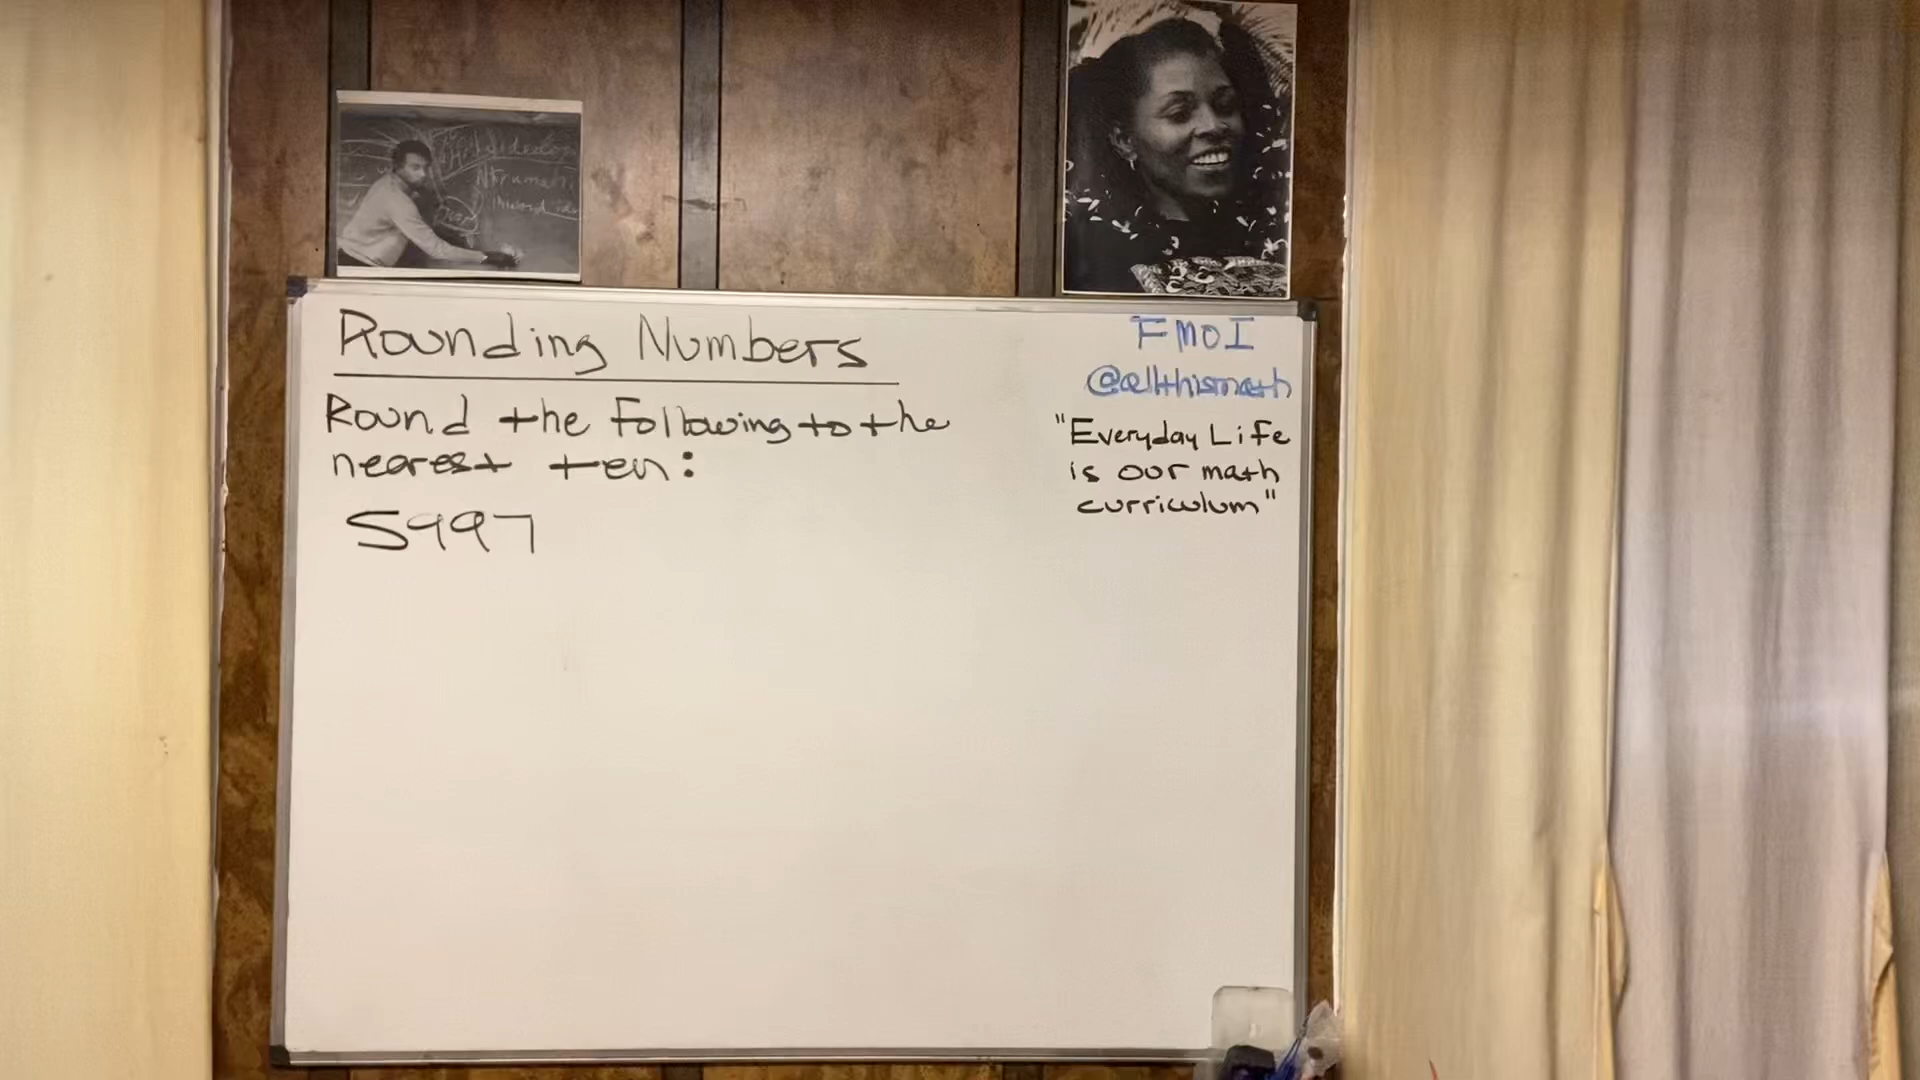 Rounding Numbers
Round the Following to the
nearest ten:
5997
FMOI
@allthismath
"Everyday Life
is our math
curriculum"